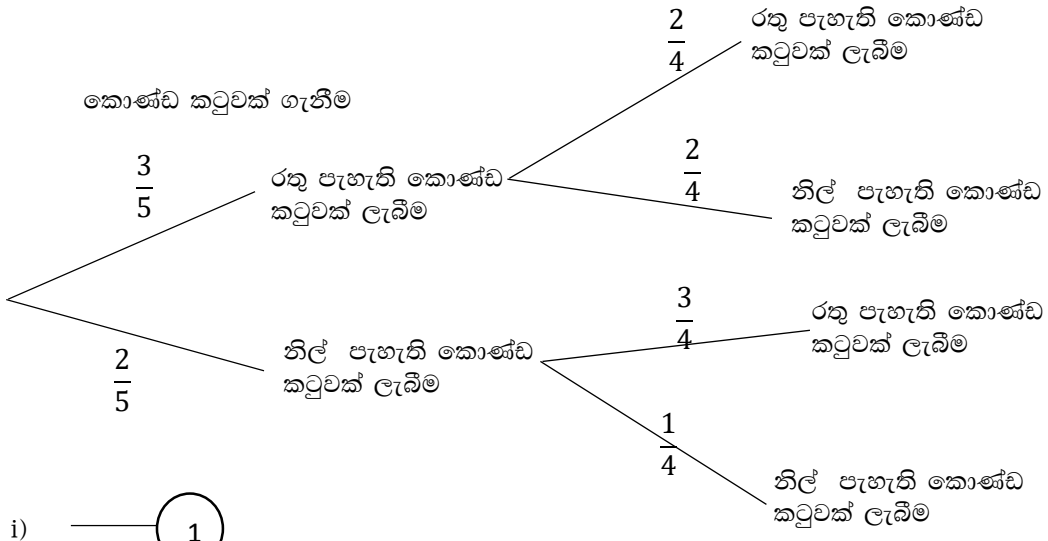 2
4
රතු පැහැති කොණ්ඩ
කටුවක් ලැබීම
කොණ්ඩ කටුවක් ගැනීම
3
5
රතු පැහැති කොණ්ඩ
කටුවක් ලැබීම
2
4
නිල් පැහැති කොණ්ඩ
කටුවක් ලැබීම
2
5
නිල් පැහැති කොණ්ඩ
කටුවක් ලැබීම
3
4
රතු පැහැති කොණ්ඩ
කටුවක් ලැබීම
1
4
නිල් පැහැති කොණ්ඩ
කටුවක් ලැබීම
i) 1